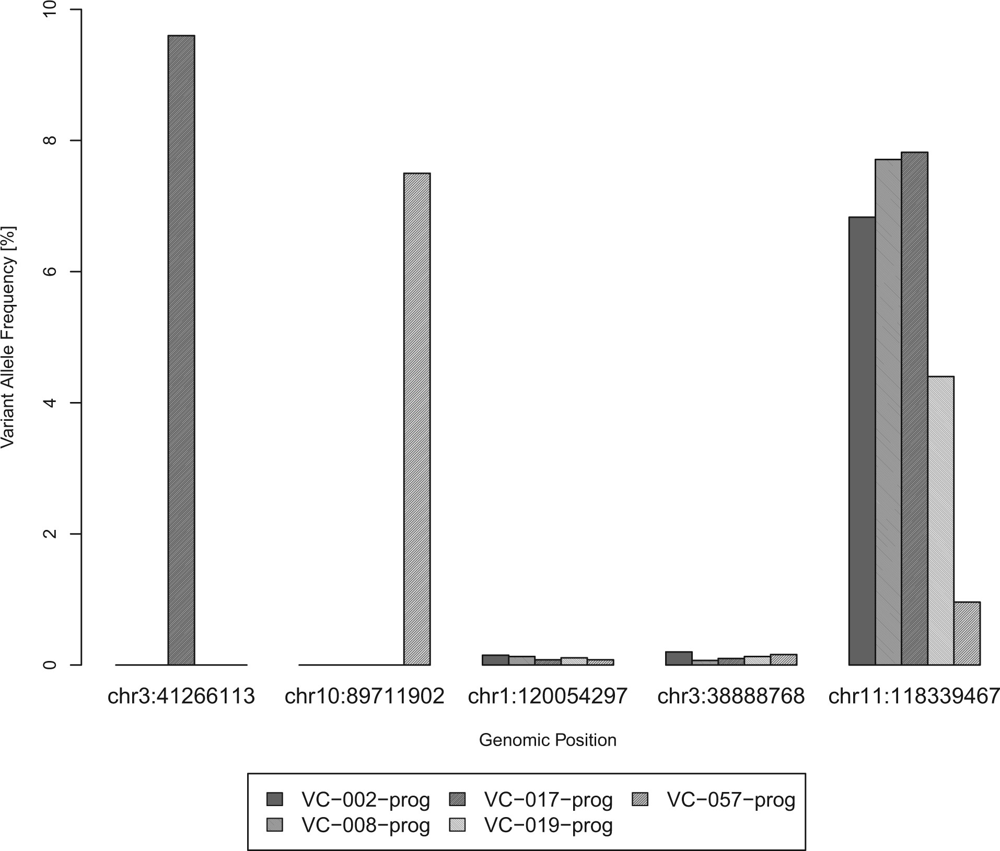 Variant Allele Frequency [%]
10
8
6
4
2
0
chr3:41266113 chr10:89711902 chr1:120054297 chr3:38888768 chr11:118339467
Genomic Position
VC−002−prog VC−017−prog VC−057−prog
VC−008−prog VC−019−prog